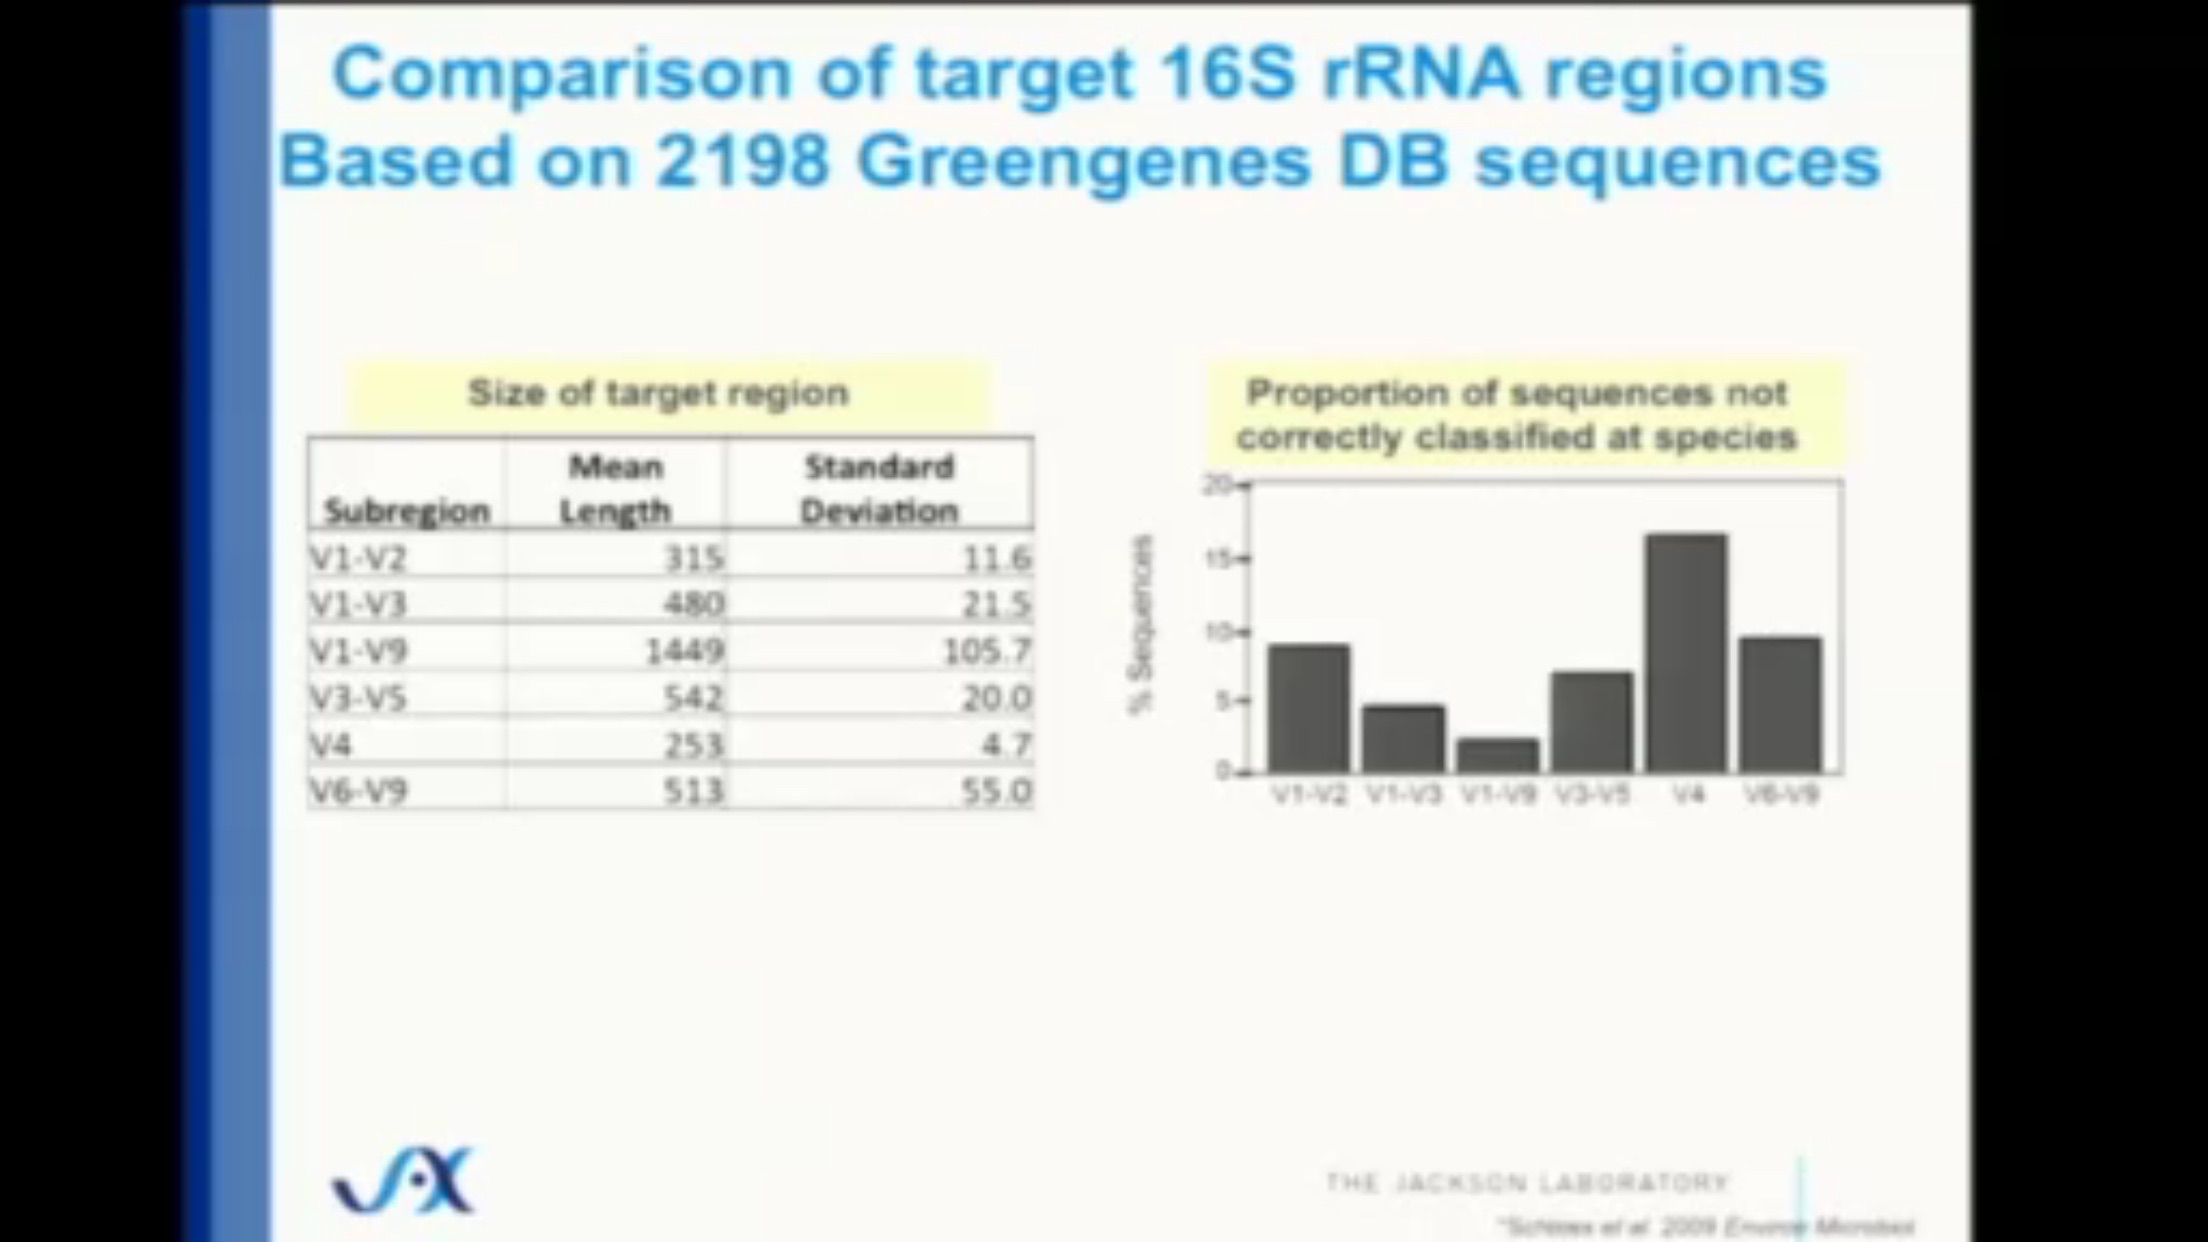 Comparison of target 16S rRNA regions
Based on 2198 Greengenes DB sequences
Size of target region
Subregion Mean Length Standard Deviation
V1-V2 315 11.6
V1-V3 480 21.5
V1-V9 1449 105.7
V3-V5 542 20.0
V4 253 4.7
V6-V9 513 55.0
Proportion of sequences not
correctly classified at species
% Sequences
20
15
10
5
0
V1-V2 V1-V3 V1-V9 V3-V5 V4 V6-V9
JAX
THE JACKSON LABORATORY
*Schloss et al. 2009 Environ Microbiol